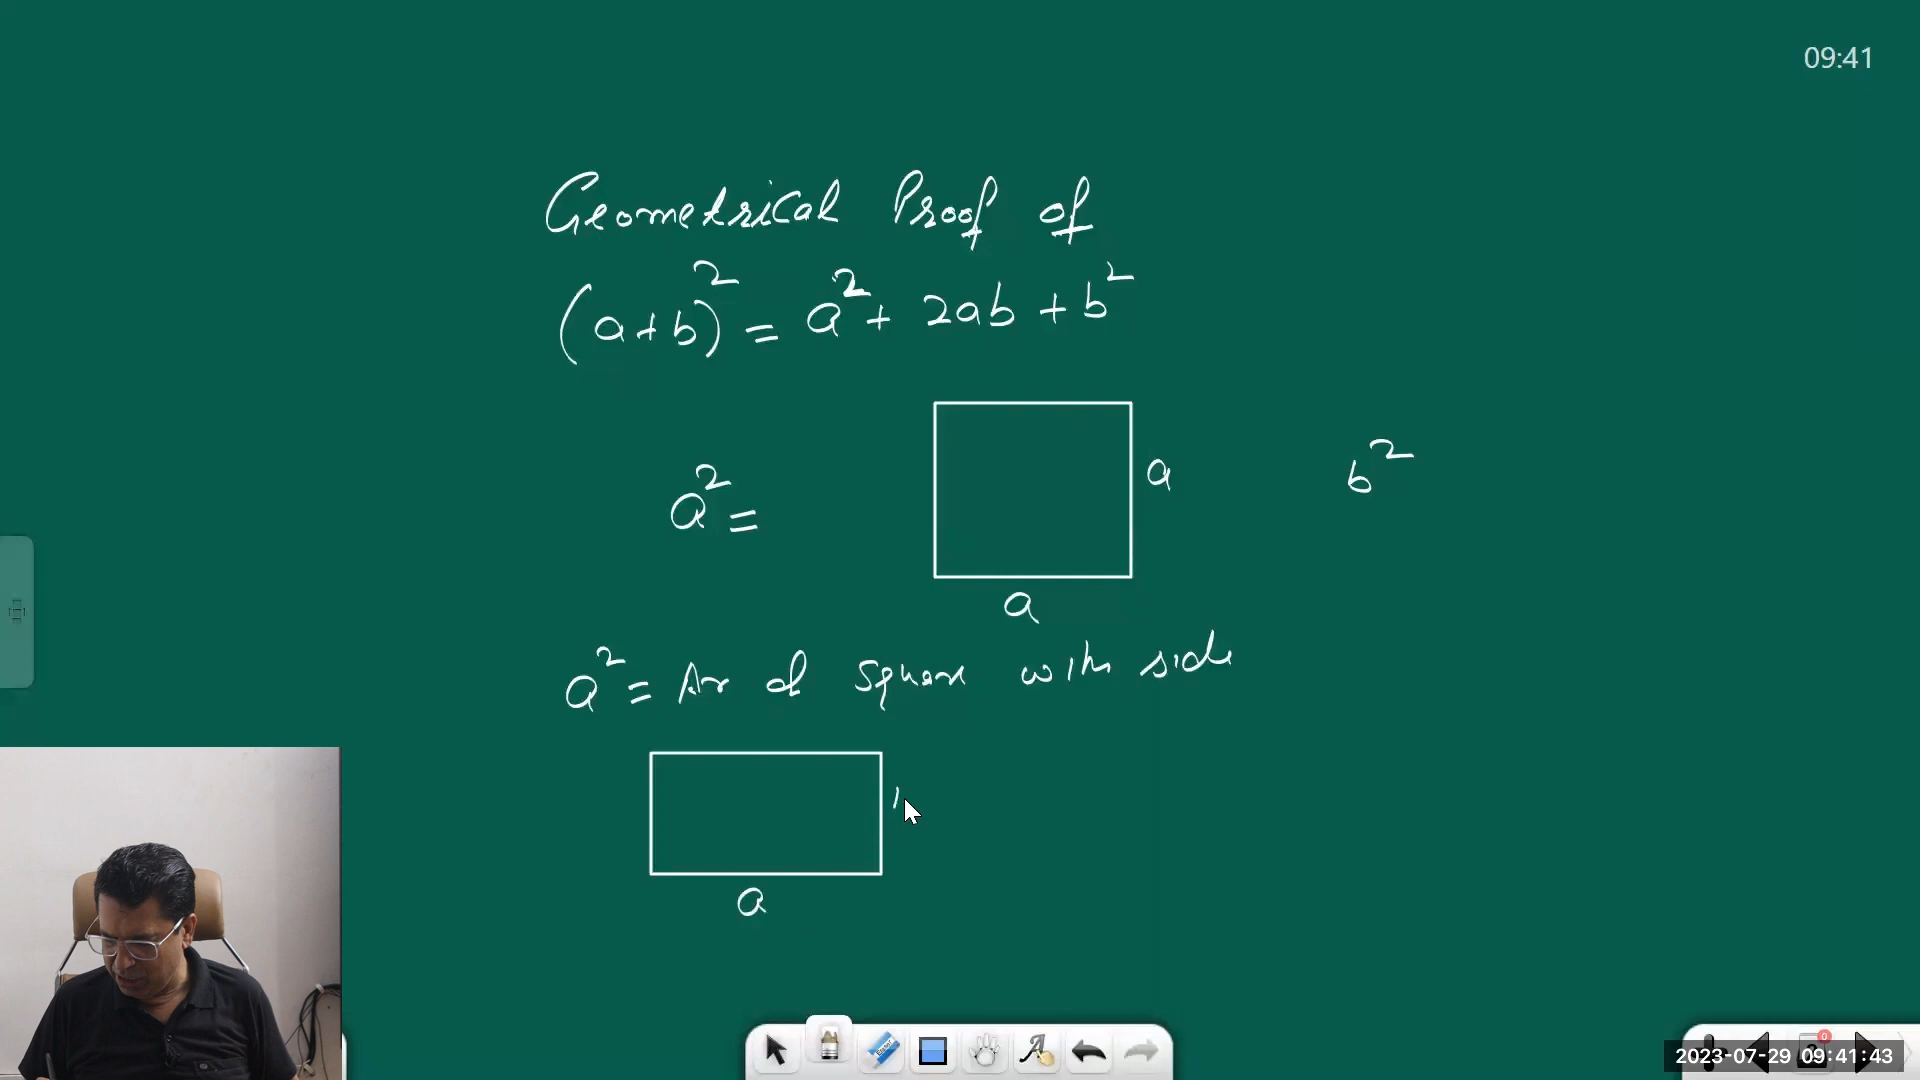 09:41
Geometrical Proof of
(a+b)² = a² + 2ab + b²
a² =
a
b²
a
a² = Ar of Square with side
a
2023-07-29 09:41:43